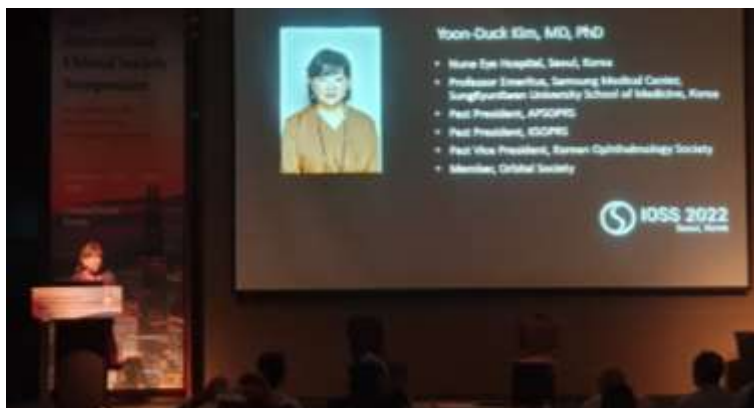 International
Orbital Society
Symposium
Yoon-Duck Kim, MD, PhD
• Nune Eye Hospital, Seoul, Korea
• Professor Emeritus, Samsung Medical Center,
Sungkyunkwan University School of Medicine, Korea
• Past President, APSOPRS
• Past President, KSOPRS
• Past Vice President, Korean Ophthalmology Society
• Member, Orbital Society
IOSS 2022
Seoul, Korea